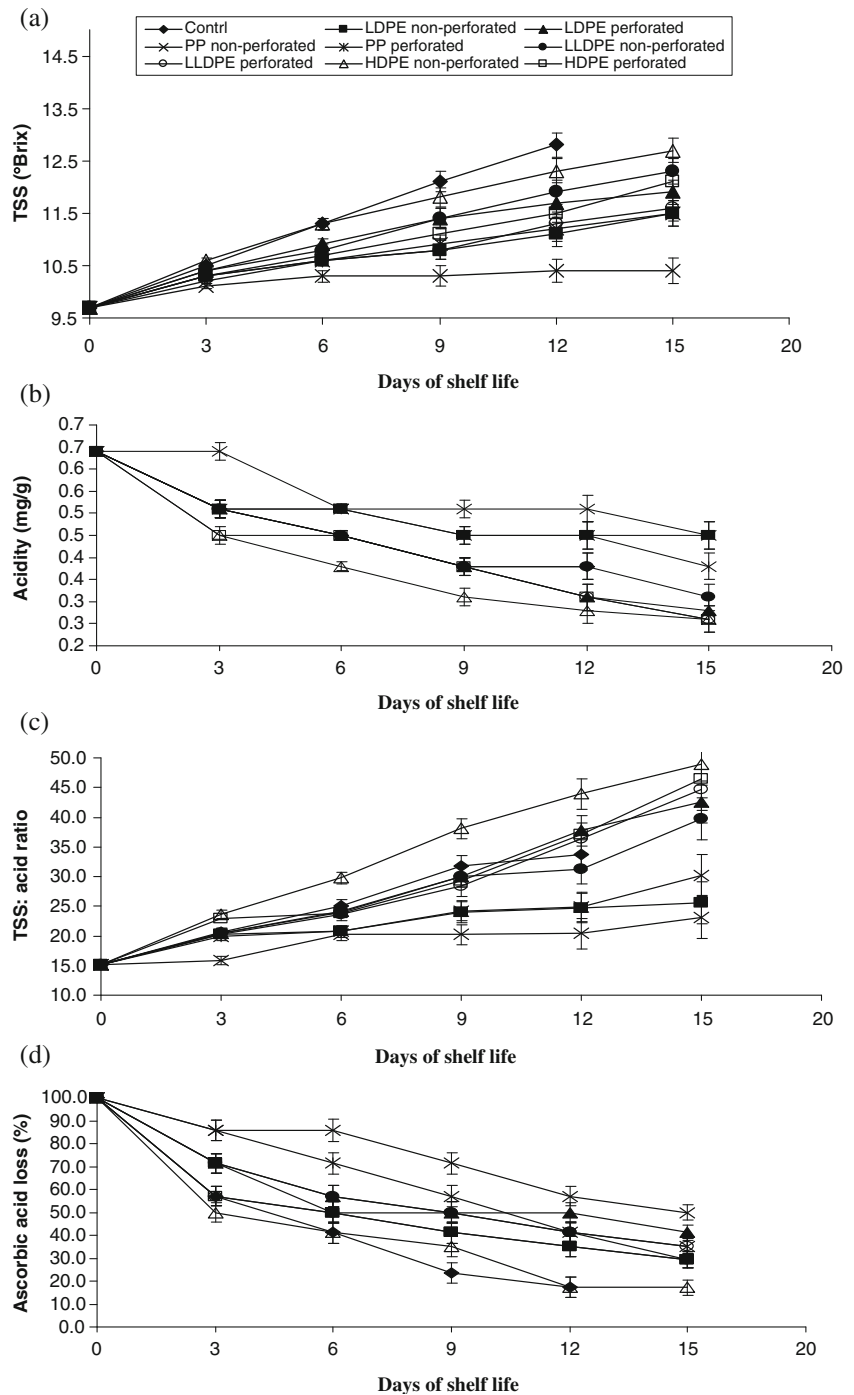 (a)
Contrl LDPE non-perforated LDPE perforated
PP non-perforated PP perforated LLDPE non-perforated
LLDPE perforated HDPE non-perforated HDPE perforated
TSS (°Brix)
14.5
13.5
12.5
11.5
10.5
9.5
0 3 6 9 12 15 20
Days of shelf life
(b)
Acidity (mg/g)
0.7
0.7
0.6
0.6
0.5
0.4
0.4
0.3
0.2
0 3 6 9 12 15 20
Days of shelf life
(c)
TSS: acid ratio
50.0
45.0
40.0
35.0
30.0
25.0
20.0
15.0
10.0
0 3 6 9 12 15 20
Days of shelf life
(d)
Ascorbic acid loss (%)
100.0
90.0
80.0
70.0
60.0
50.0
40.0
30.0
20.0
10.0
0.0
0 3 6 9 12 15 20
Days of shelf life